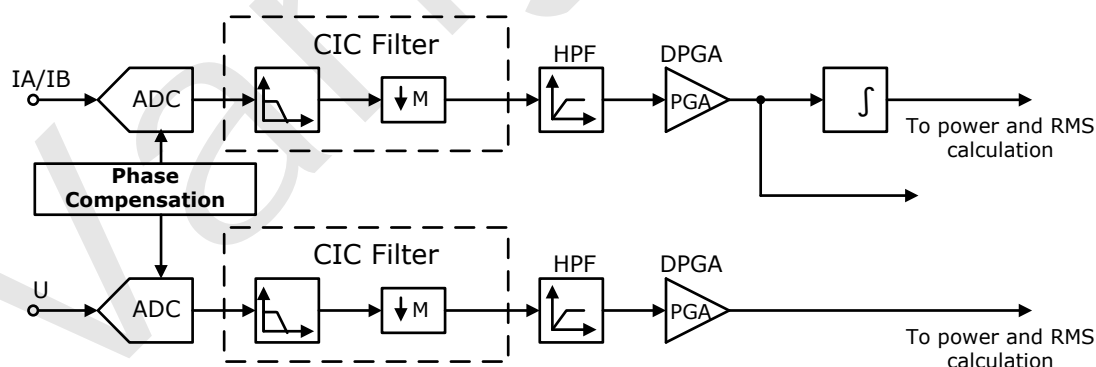 CIC Filter
IA/IB
ADC
M
HPF
DPGA
PGA
∫
To power and RMS
calculation
Phase
Compensation
CIC Filter
U
ADC
M
HPF
DPGA
PGA
To power and RMS
calculation